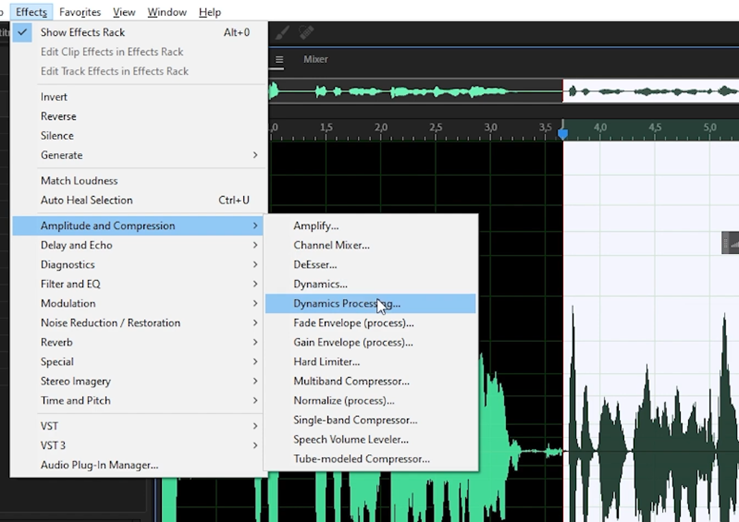 Effects Favorites View Window Help
Show Effects Rack Alt+0
Edit Clip Effects in Effects Rack
Edit Track Effects in Effects Rack
Mixer
Invert
Reverse
Silence
Generate
1,5 2,0 2,5 3,0 3,5 4,0 4,5 5,0
Match Loudness
Auto Heal Selection Ctrl+U
Amplitude and Compression
Delay and Echo
Diagnostics
Filter and EQ
Modulation
Noise Reduction / Restoration
Reverb
Special
Stereo Imagery
Time and Pitch
VST
VST 3
Audio Plug-In Manager...
Amplify...
Channel Mixer...
DeEsser...
Dynamics...
Dynamics Processing...
Fade Envelope (process)...
Gain Envelope (process)...
Hard Limiter...
Multiband Compressor...
Normalize (process)...
Single-band Compressor...
Speech Volume Leveler...
Tube-modeled Compressor...